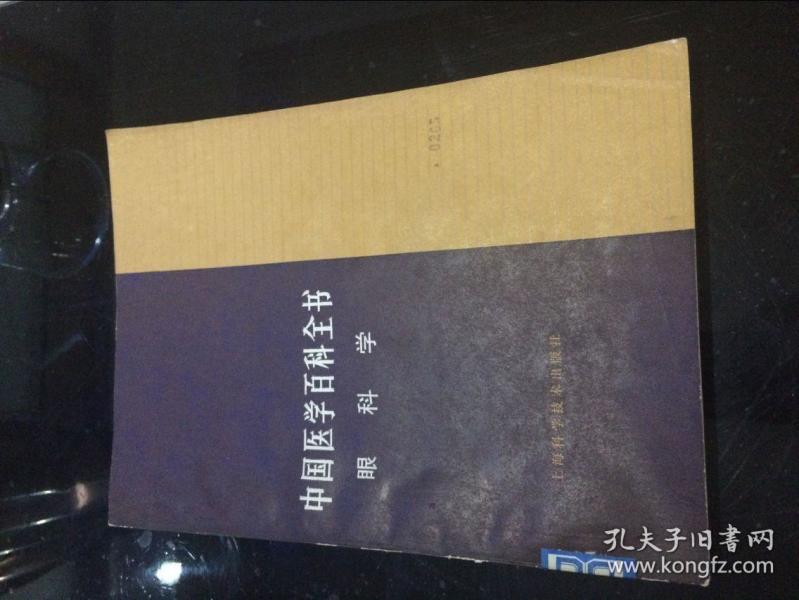 中国医学百科全书
眼科学
上海科学技术出版社
0265
孔夫子旧书网
www.kongfz.com